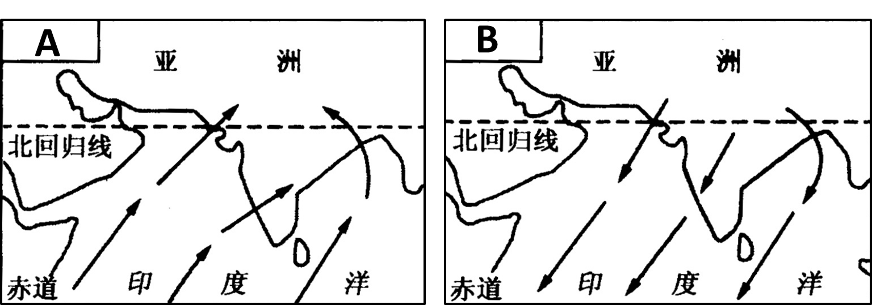 A
亚 洲
北回归线
赤道 印 度 洋
B
亚 洲
北回归线
赤道 印 度 洋